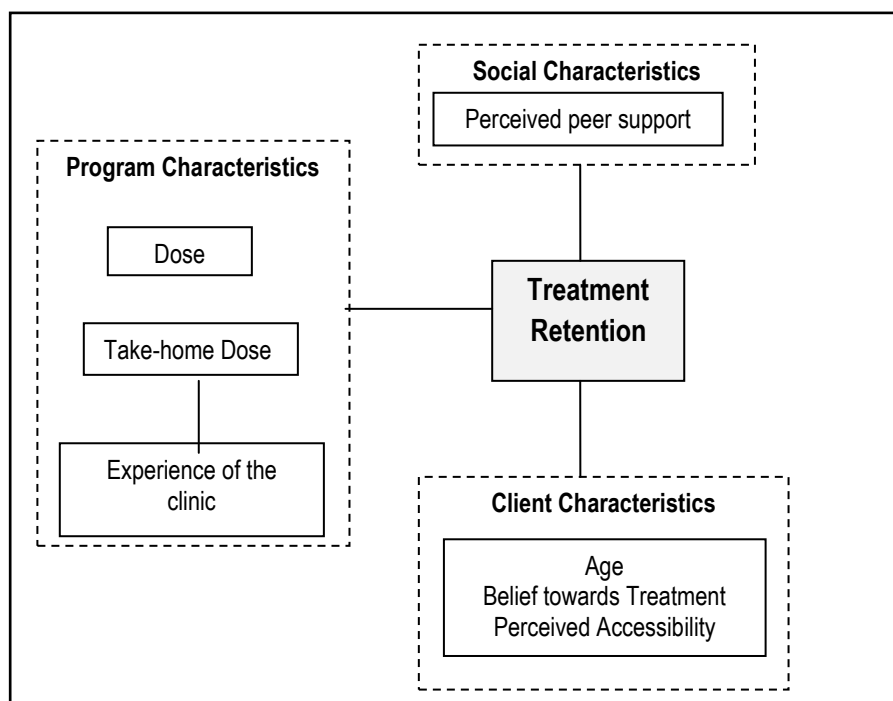 Social Characteristics
Perceived peer support
Program Characteristics
Dose
Take-home Dose
Experience of the
clinic
Treatment
Retention
Client Characteristics
Age
Belief towards Treatment
Perceived Accessibility